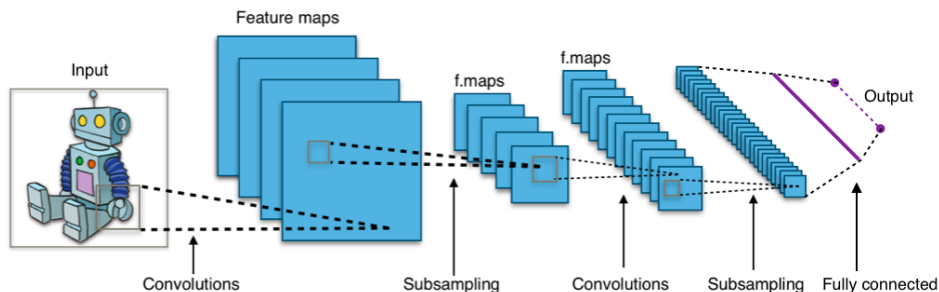 Feature maps
f.maps
f.maps
Input
Output
Convolutions
Subsampling
Convolutions
Subsampling
Fully connected